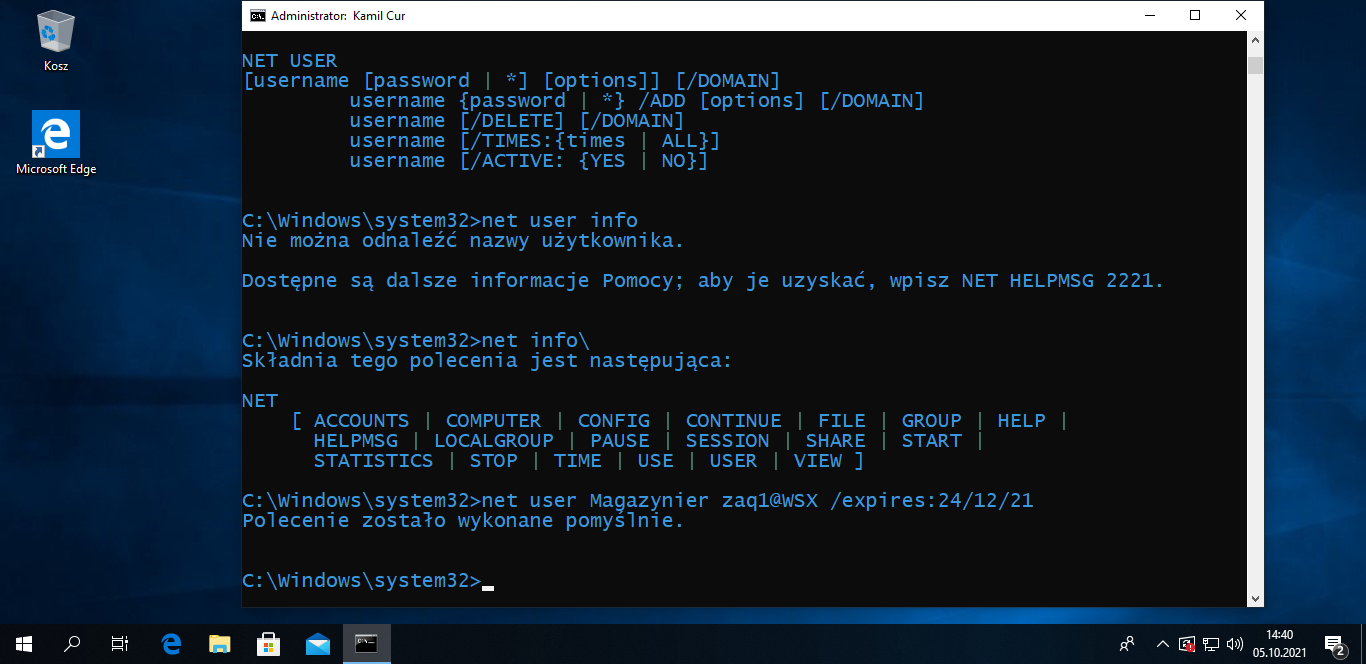 Kosz
Microsoft Edge
Administrator: Kamil Cur
NET USER
[username [password | *] [options]] [/DOMAIN]
username {password | *} /ADD [options] [/DOMAIN]
username [/DELETE] [/DOMAIN]
username [/TIMES:{times | ALL}]
username [/ACTIVE: {YES | NO}]
C:\Windows\system32>net user info
Nie można odnaleźć nazwy użytkownika.
Dostępne są dalsze informacje Pomocy; aby je uzyskać, wpisz NET HELPMSG 2221.
C:\Windows\system32>net info\
Składnia tego polecenia jest następująca:
NET
[ ACCOUNTS | COMPUTER | CONFIG | CONTINUE | FILE | GROUP | HELP |
HELPMSG | LOCALGROUP | PAUSE | SESSION | SHARE | START |
STATISTICS | STOP | TIME | USE | USER | VIEW ]
C:\Windows\system32>net user Magazynier zaq1@WSX /expires:24/12/21
Polecenie zostało wykonane pomyślnie.
C:\Windows\system32>
14:40
05.10.2021
2